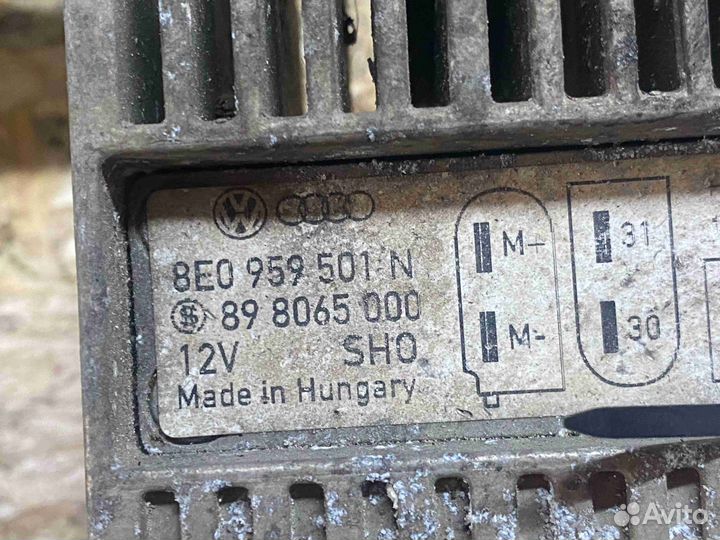 8E0 959 501 N
89 8065 000
12V SHO
Made in Hungary
M-
31
M-
30
Avito